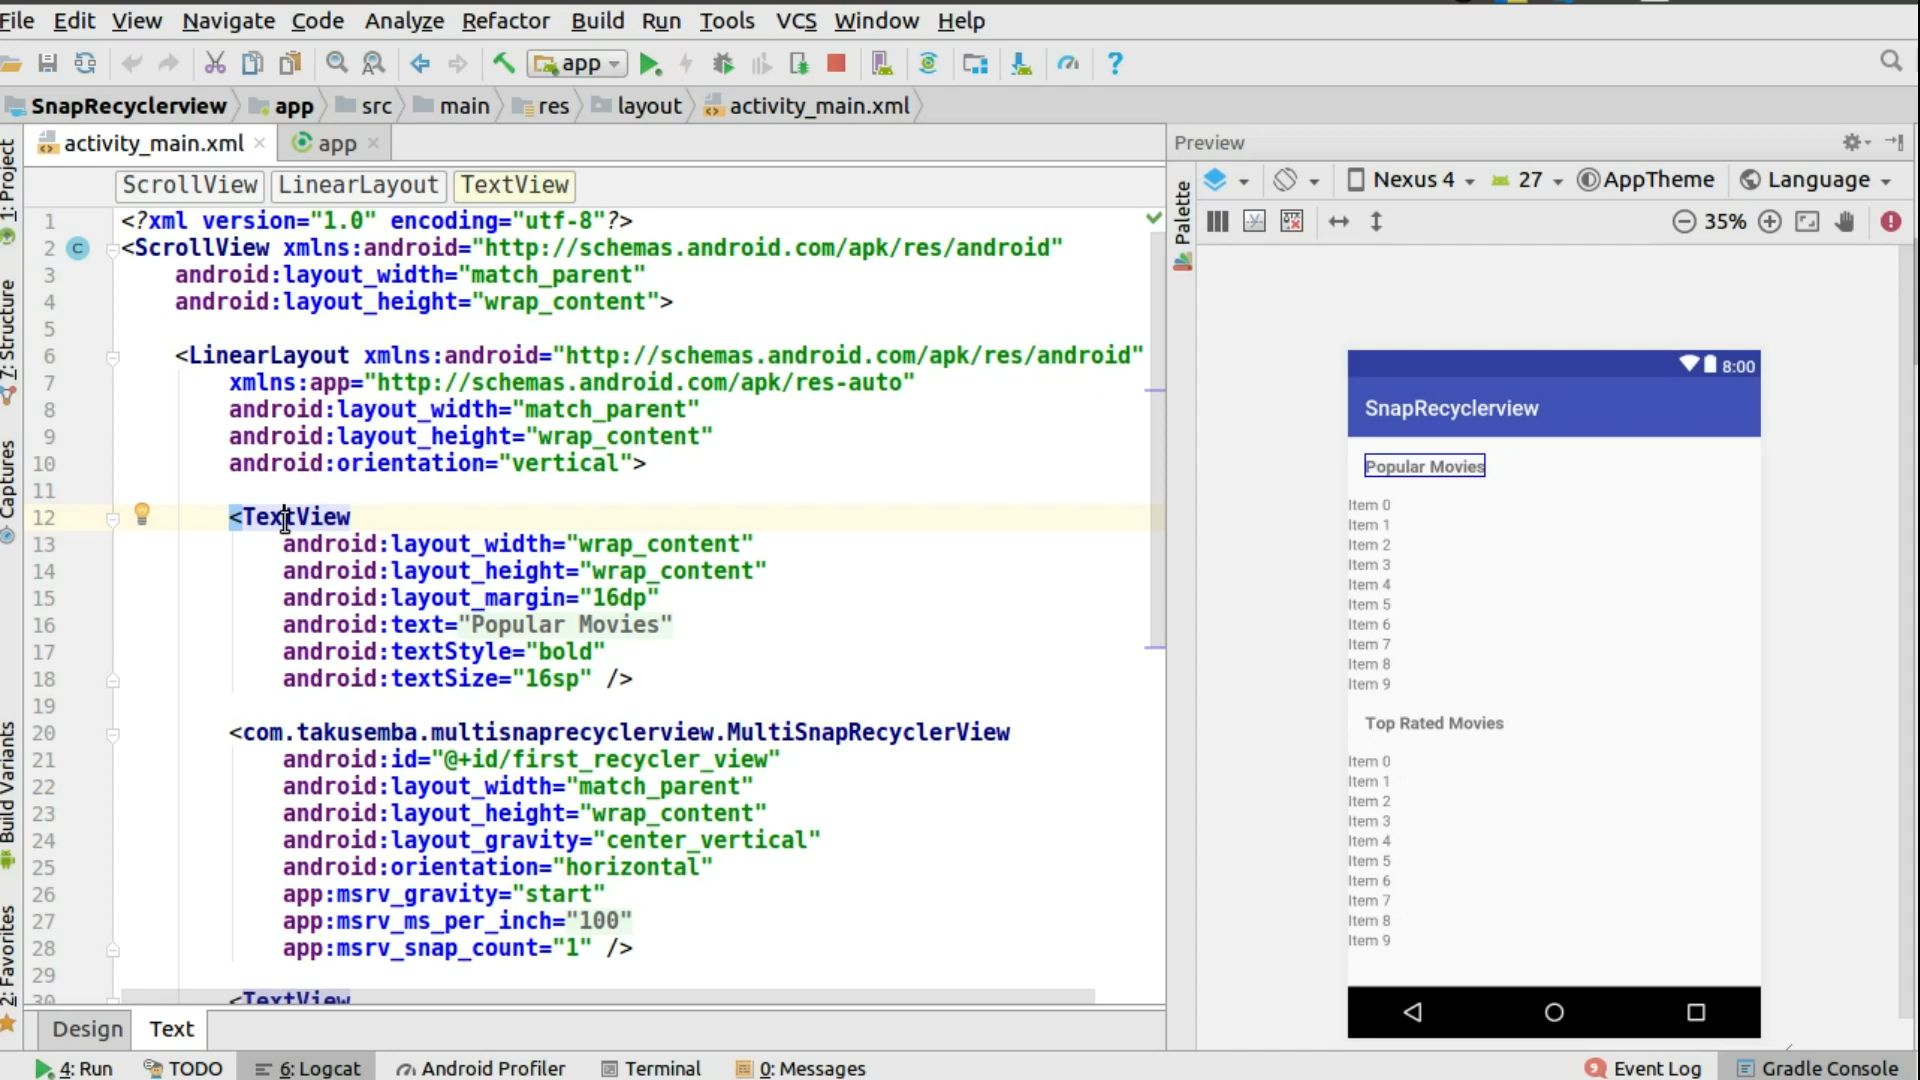 File Edit View Navigate Code Analyze Refactor Build Run Tools VCS Window Help
app
SnapRecyclerview app src main res layout activity_main.xml
activity_main.xml app
ScrollView LinearLayout TextView
1 <?xml version="1.0" encoding="utf-8"?>
2 <ScrollView xmlns:android="http://schemas.android.com/apk/res/android"
3 android:layout_width="match_parent"
4 android:layout_height="wrap_content">
5
6 <LinearLayout xmlns:android="http://schemas.android.com/apk/res/android"
7 xmlns:app="http://schemas.android.com/apk/res-auto"
8 android:layout_width="match_parent"
9 android:layout_height="wrap_content"
10 android:orientation="vertical">
11
12 <TextView
13 android:layout_width="wrap_content"
14 android:layout_height="wrap_content"
15 android:layout_margin="16dp"
16 android:text="Popular Movies"
17 android:textStyle="bold"
18 android:textSize="16sp" />
19
20 <com.takusemba.multisnaprecyclerview.MultiSnapRecyclerView
21 android:id="@+id/first_recycler_view"
22 android:layout_width="match_parent"
23 android:layout_height="wrap_content"
24 android:layout_gravity="center_vertical"
25 android:orientation="horizontal"
26 app:msrv_gravity="start"
27 app:msrv_ms_per_inch="100"
28 app:msrv_snap_count="1" />
29
30 <TextView
Design Text
1: Project
7: Structure
Captures
Build Variants
2: Favorites
Preview
Palette
Nexus 4 27 AppTheme Language
35%
8:00
SnapRecyclerview
Popular Movies
Item 0
Item 1
Item 2
Item 3
Item 4
Item 5
Item 6
Item 7
Item 8
Item 9
Top Rated Movies
Item 0
Item 1
Item 2
Item 3
Item 4
Item 5
Item 6
Item 7
Item 8
Item 9
4: Run TODO 6: Logcat Android Profiler Terminal 0: Messages Event Log Gradle Console